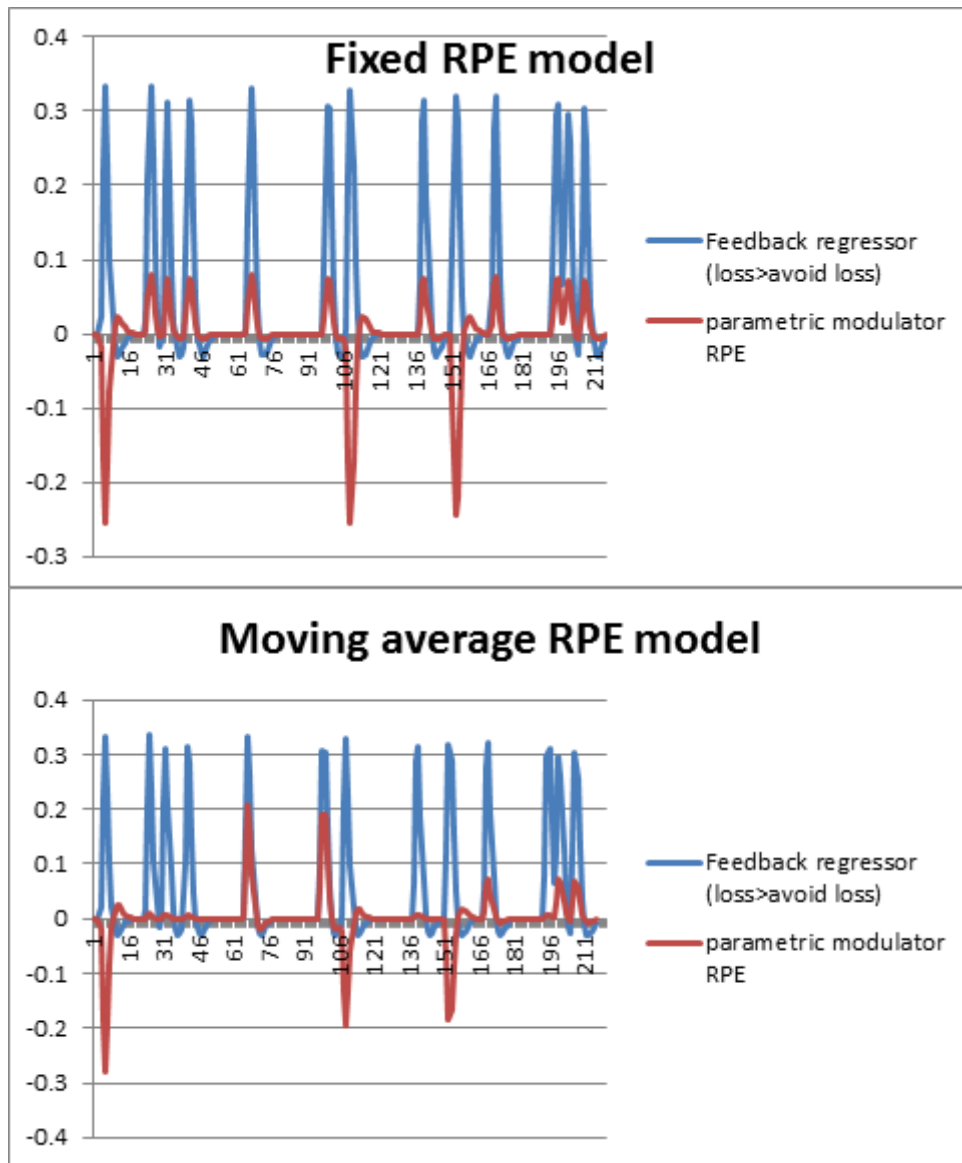 Fixed RPE model
0.4
0.3
0.2
0.1
0
-0.1
-0.2
-0.3
1 16 31 46 61 76 91 106 121 136 151 166 181 196 211
Feedback regressor
(loss>avoid loss)
parametric modulator
RPE
Moving average RPE model
0.4
0.3
0.2
0.1
0
-0.1
-0.2
-0.3
-0.4
1 16 31 46 61 76 91 106 121 136 151 166 181 196 211
Feedback regressor
(loss>avoid loss)
parametric modulator
RPE